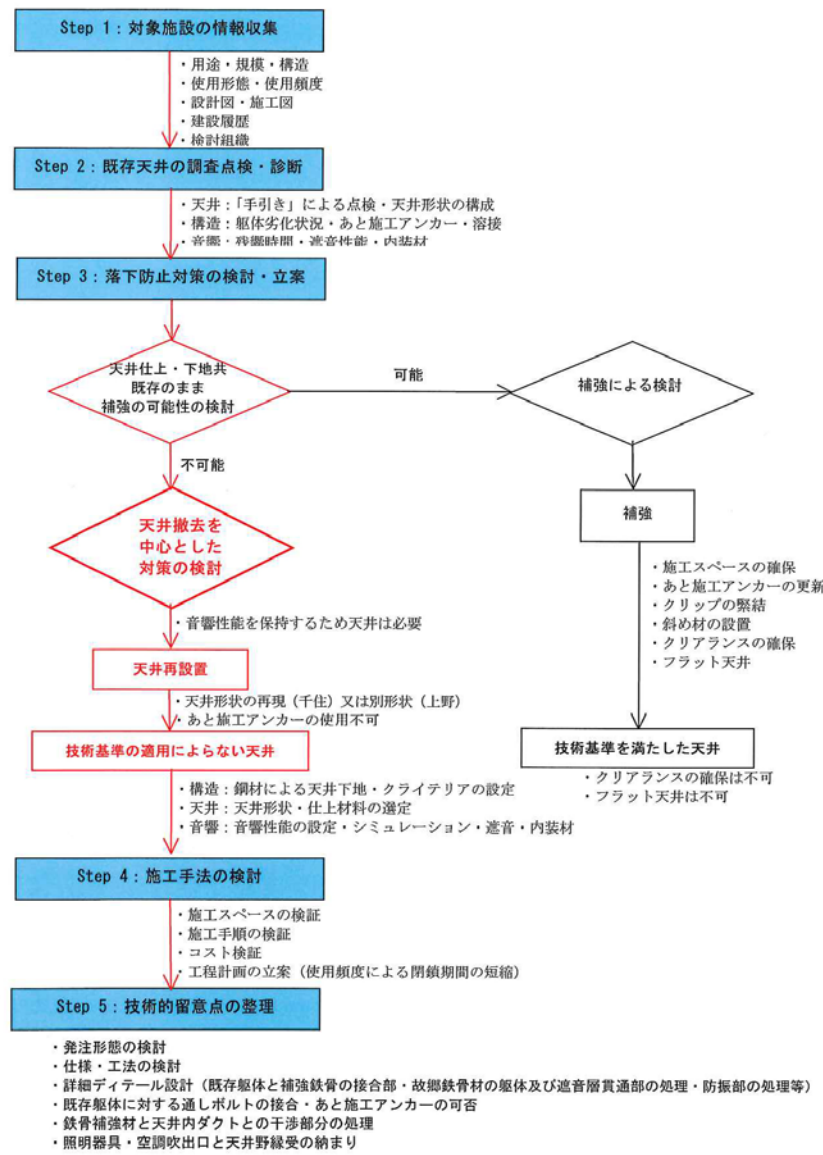 Step 1：対象施設の情報収集
・用途・規模・構造
・使用形態・使用頻度
・設計図・施工図
・建設履歴
・検討組織
Step 2：既存天井の調査点検・診断
・天井：「手引き」による点検・天井形状の構成
・構造：躯体劣化状況・あと施工アンカー・溶接
・音響：残響時間・遮音性能・内装材
Step 3：落下防止対策の検討・立案
天井仕上・下地共
既存のまま
補強の可能性の検討
可能
補強による検討
不可能
補強
天井撤去を
中心とした
対策の検討
・施工スペースの確保
・あと施工アンカーの更新
・クリップの緊結
・斜め材の設置
・クリアランスの確保
・フラット天井
・音響性能を保持するため天井は必要
天井再設置
・天井形状の再現（千住）又は別形状（上野）
・あと施工アンカーの使用不可
技術基準の適用によらない天井
技術基準を満たした天井
・クリアランスの確保は不可
・フラット天井は不可
・構造：鋼材による天井下地・クライテリアの設定
・天井：天井形状・仕上材料の選定
・音響：音響性能の設定・シミュレーション・遮音・内装材
Step 4：施工手法の検討
・施工スペースの検証
・施工手順の検証
・コスト検証
・工程計画の立案（使用頻度による閉鎖期間の短縮）
Step 5：技術的留意点の整理
・発注形態の検討
・仕様・工法の検討
・詳細ディテール設計（既存躯体と補強鉄骨の接合部・故郷鉄骨材の躯体及び遮音層貫通部の処理・防振部の処理等）
・既存躯体に対する通しボルトの接合・あと施工アンカーの可否
・鉄骨補強材と天井内ダクトとの干渉部分の処理
・照明器具・空調吹出口と天井野縁受の納まり